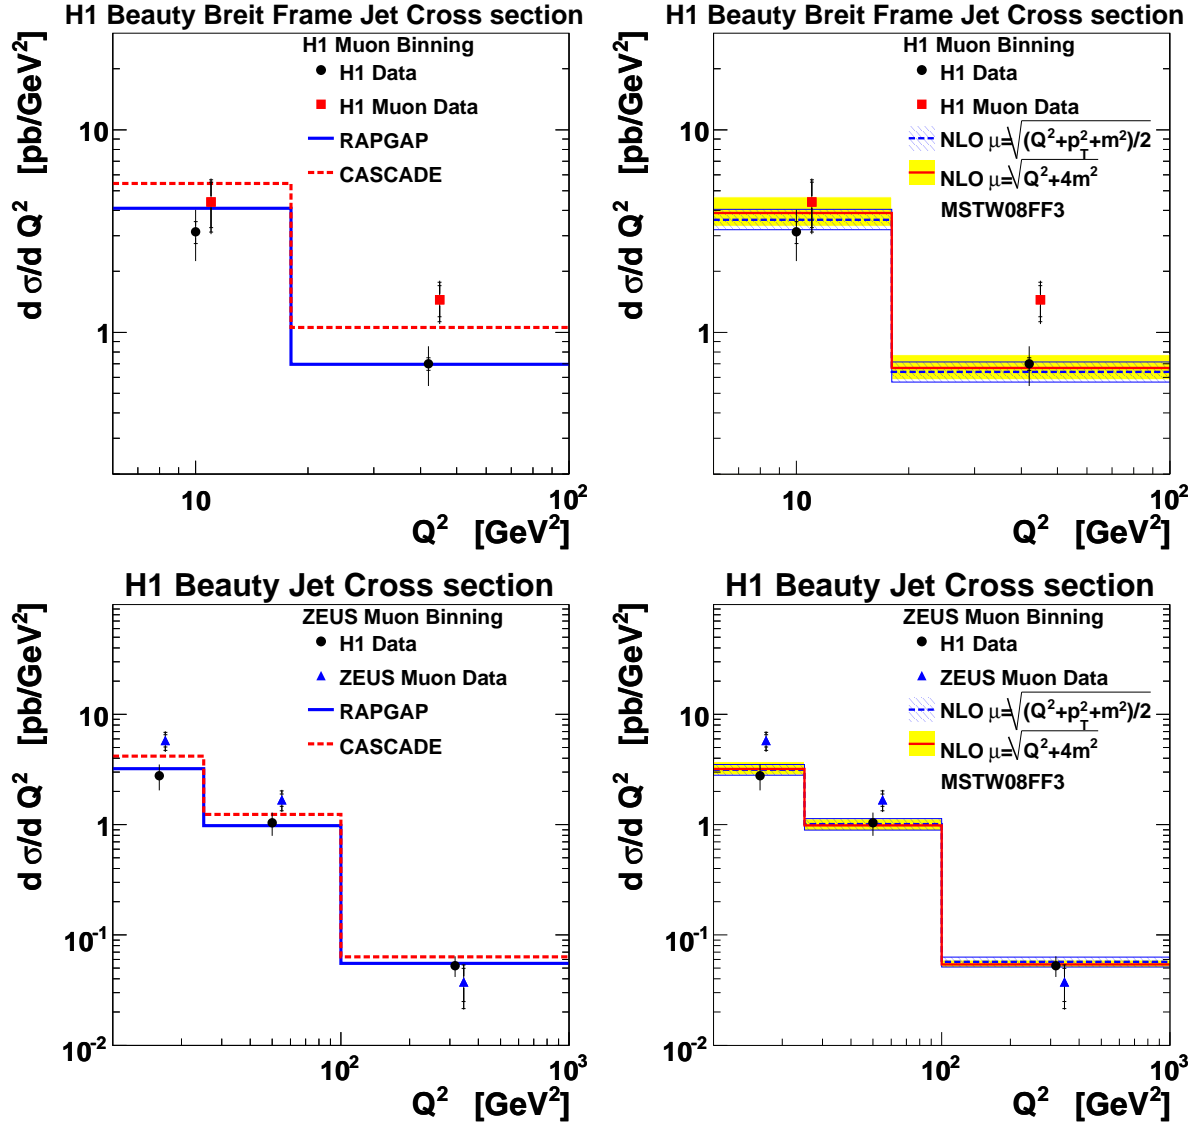 H1 Beauty Breit Frame Jet Cross section
d σ/d Q² [pb/GeV²]
H1 Muon Binning
H1 Data
H1 Muon Data
RAPGAP
CASCADE
10
1
10
10²
Q² [GeV²]
H1 Beauty Breit Frame Jet Cross section
d σ/d Q² [pb/GeV²]
H1 Muon Binning
H1 Data
H1 Muon Data
NLO μ=√(Q²+p_T²+m²)/2
NLO μ=√Q²+4m²
MSTW08FF3
10
1
10
10²
Q² [GeV²]
H1 Beauty Jet Cross section
d σ/d Q² [pb/GeV²]
ZEUS Muon Binning
H1 Data
ZEUS Muon Data
RAPGAP
CASCADE
10
1
10⁻¹
10⁻²
10²
10³
Q² [GeV²]
H1 Beauty Jet Cross section
d σ/d Q² [pb/GeV²]
ZEUS Muon Binning
H1 Data
ZEUS Muon Data
NLO μ=√(Q²+p_T²+m²)/2
NLO μ=√Q²+4m²
MSTW08FF3
10
1
10⁻¹
10⁻²
10²
10³
Q² [GeV²]